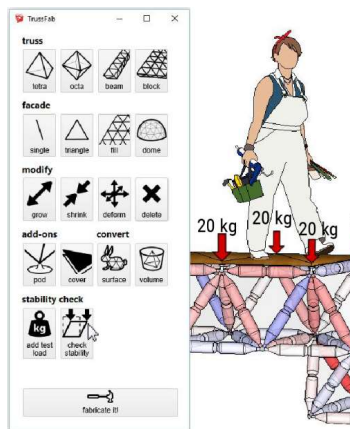 TrussFab
truss
tetra octa beam block
facade
single triangle fill dome
modify
grow shrink deform delete
add-ons convert
pod cover surface volume
stability check
kg
add test load
check stability
fabricate it!
20 kg 20 kg 20 kg